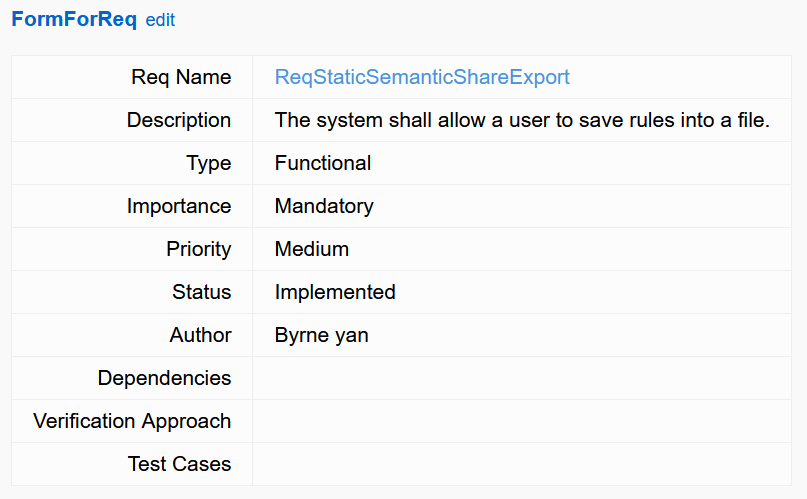 FormForReq edit
Req Name ReqStaticSemanticShareExport
Description The system shall allow a user to save rules into a file.
Type Functional
Importance Mandatory
Priority Medium
Status Implemented
Author Byrne yan
Dependencies
Verification Approach
Test Cases